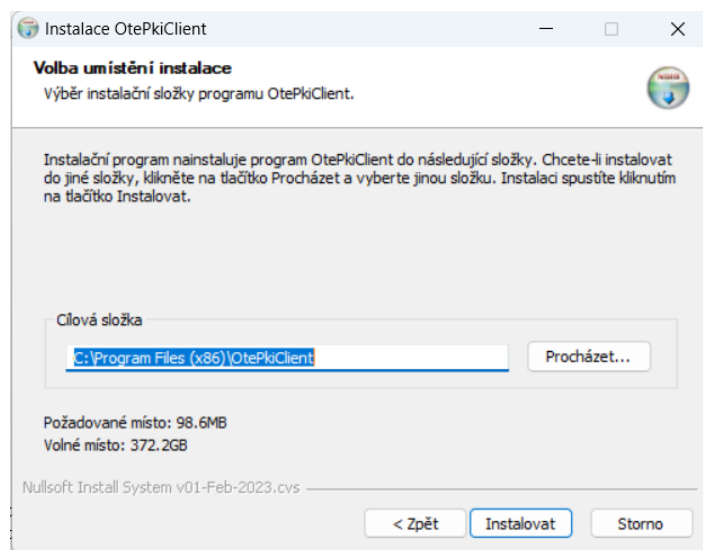 Instalace OtePkiClient
Volba umístění instalace
Výběr instalační složky programu OtePkiClient.
Instalační program nainstaluje program OtePkiClient do následující složky. Chcete-li instalovat
do jiné složky, klikněte na tlačítko Procházet a vyberte jinou složku. Instalaci spustíte kliknutím
na tlačítko Instalovat.
Cílová složka
C:\Program Files (x86)\OtePkiClient
Procházet...
Požadované místo: 98.6MB
Volné místo: 372.2GB
Nullsoft Install System v01-Feb-2023.cvs
< Zpět
Instalovat
Storno